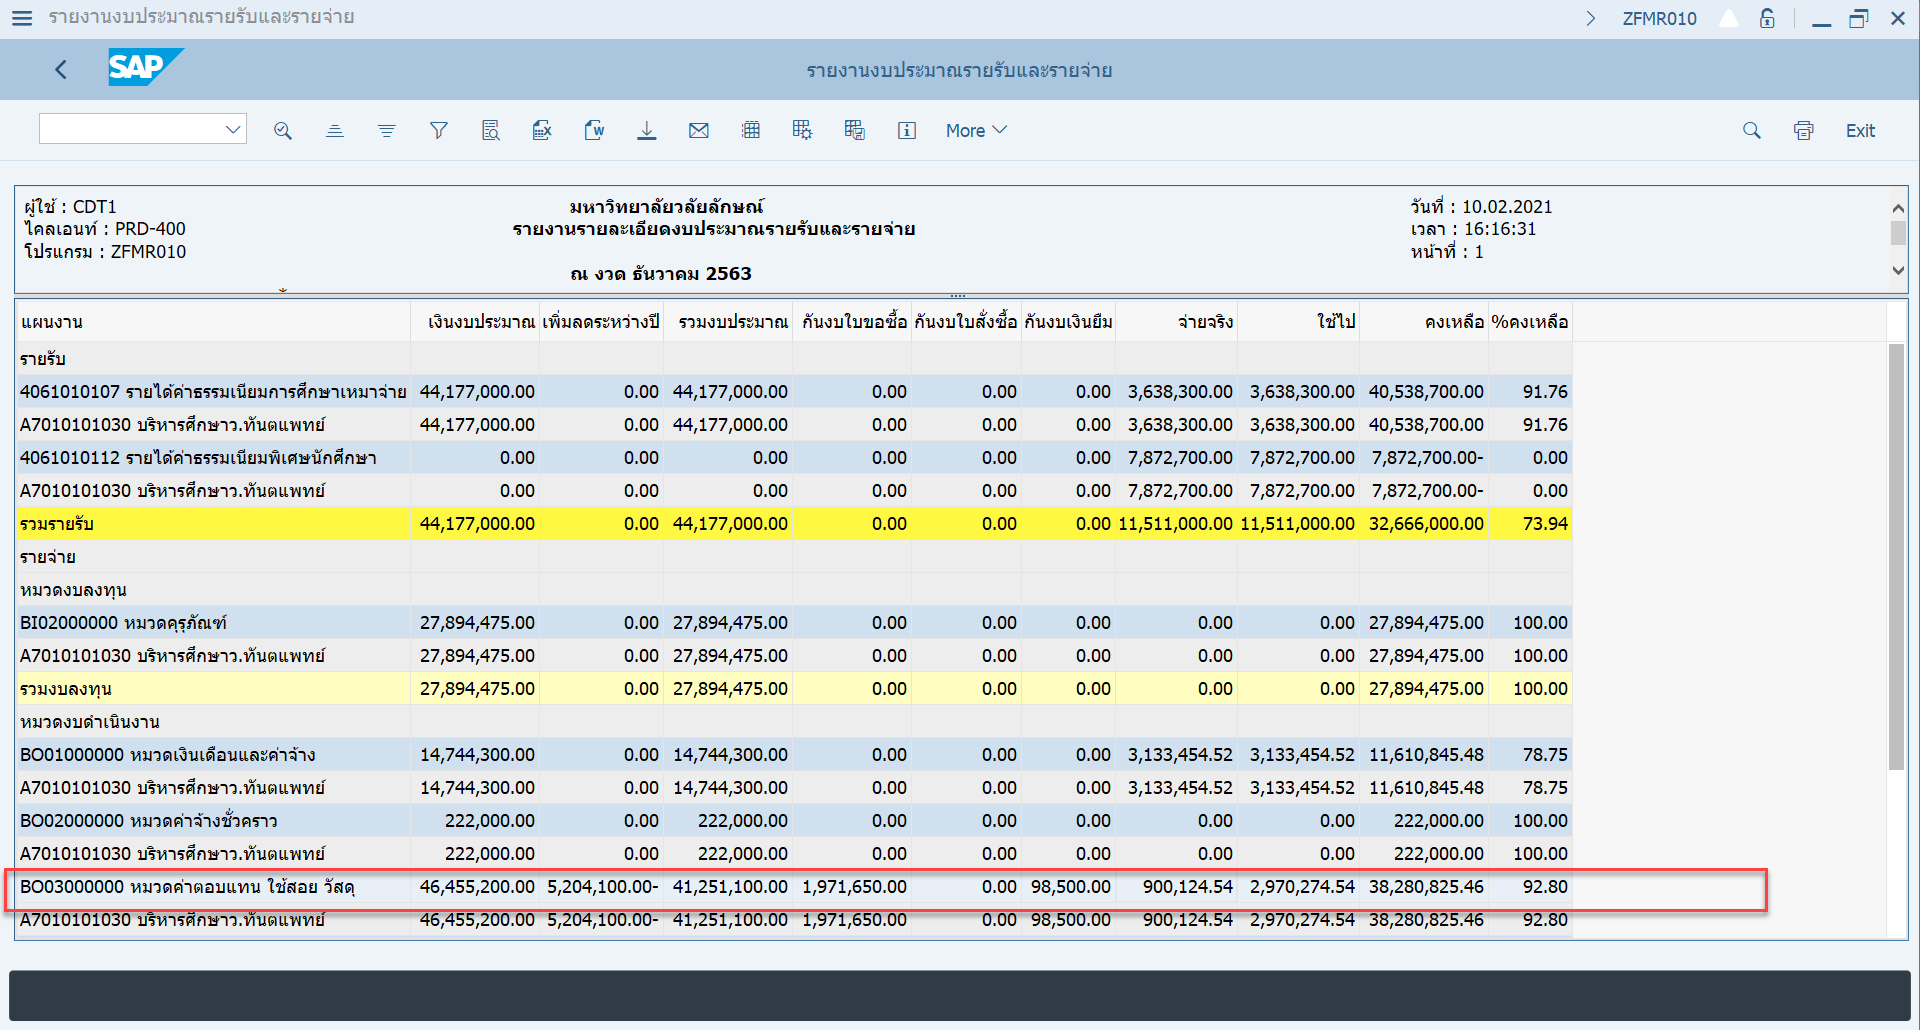 รายงานงบประมาณรายรับและรายจ่าย
ZFMR010
SAP
รายงานงบประมาณรายรับและรายจ่าย
More
Exit
ผู้ใช้ : CDT1
มหาวิทยาลัยวลัยลักษณ์
วันที่ : 10.02.2021
ไคลเอนท์ : PRD-400
รายงานรายละเอียดงบประมาณรายรับและรายจ่าย
เวลา : 16:16:31
โปรแกรม : ZFMR010
หน้าที่ : 1
ณ งวด ธันวาคม 2563
แผนงาน เงินงบประมาณ เพิ่มลดระหว่างปี รวมงบประมาณ กันงบใบขอซื้อ กันงบใบสั่งซื้อ กันงบเงินยืม จ่ายจริง ใช้ไป คงเหลือ %คงเหลือ
รายรับ
4061010107 รายได้ค่าธรรมเนียมการศึกษาเหมาจ่าย 44,177,000.00 0.00 44,177,000.00 0.00 0.00 0.00 3,638,300.00 3,638,300.00 40,538,700.00 91.76
A7010101030 บริหารศึกษาว.ทันตแพทย์ 44,177,000.00 0.00 44,177,000.00 0.00 0.00 0.00 3,638,300.00 3,638,300.00 40,538,700.00 91.76
4061010112 รายได้ค่าธรรมเนียมพิเศษนักศึกษา 0.00 0.00 0.00 0.00 0.00 0.00 7,872,700.00 7,872,700.00 7,872,700.00- 0.00
A7010101030 บริหารศึกษาว.ทันตแพทย์ 0.00 0.00 0.00 0.00 0.00 0.00 7,872,700.00 7,872,700.00 7,872,700.00- 0.00
รวมรายรับ 44,177,000.00 0.00 44,177,000.00 0.00 0.00 0.00 11,511,000.00 11,511,000.00 32,666,000.00 73.94
รายจ่าย
หมวดงบลงทุน
BI02000000 หมวดคุรุภัณฑ์ 27,894,475.00 0.00 27,894,475.00 0.00 0.00 0.00 0.00 0.00 27,894,475.00 100.00
A7010101030 บริหารศึกษาว.ทันตแพทย์ 27,894,475.00 0.00 27,894,475.00 0.00 0.00 0.00 0.00 0.00 27,894,475.00 100.00
รวมงบลงทุน 27,894,475.00 0.00 27,894,475.00 0.00 0.00 0.00 0.00 0.00 27,894,475.00 100.00
หมวดงบดำเนินงาน
BO01000000 หมวดเงินเดือนและค่าจ้าง 14,744,300.00 0.00 14,744,300.00 0.00 0.00 0.00 3,133,454.52 3,133,454.52 11,610,845.48 78.75
A7010101030 บริหารศึกษาว.ทันตแพทย์ 14,744,300.00 0.00 14,744,300.00 0.00 0.00 0.00 3,133,454.52 3,133,454.52 11,610,845.48 78.75
BO02000000 หมวดค่าจ้างชั่วคราว 222,000.00 0.00 222,000.00 0.00 0.00 0.00 0.00 0.00 222,000.00 100.00
A7010101030 บริหารศึกษาว.ทันตแพทย์ 222,000.00 0.00 222,000.00 0.00 0.00 0.00 0.00 0.00 222,000.00 100.00
BO03000000 หมวดค่าตอบแทน ใช้สอย วัสดุ 46,455,200.00 5,204,100.00- 41,251,100.00 1,971,650.00 0.00 98,500.00 900,124.54 2,970,274.54 38,280,825.46 92.80
A7010101030 บริหารศึกษาว.ทันตแพทย์ 46,455,200.00 5,204,100.00- 41,251,100.00 1,971,650.00 0.00 98,500.00 900,124.54 2,970,274.54 38,280,825.46 92.80